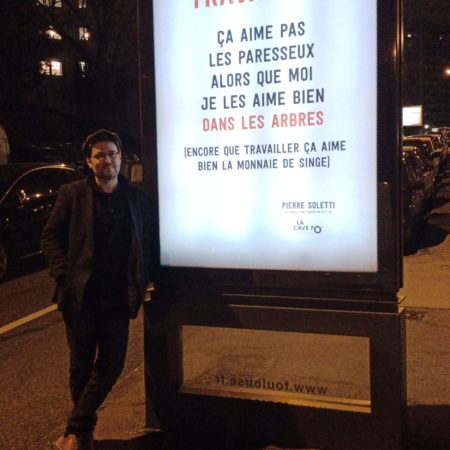 ÇA AIME PAS
LES PARESSEUX
ALORS QUE MOI
JE LES AIME BIEN
DANS LES ARBRES
(ENCORE QUE TRAVAILLER ÇA AIME
BIEN LA MONNAIE DE SINGE)
PIERRE SOLETTI
LA
CAVE PO'
www.toulouse.fr